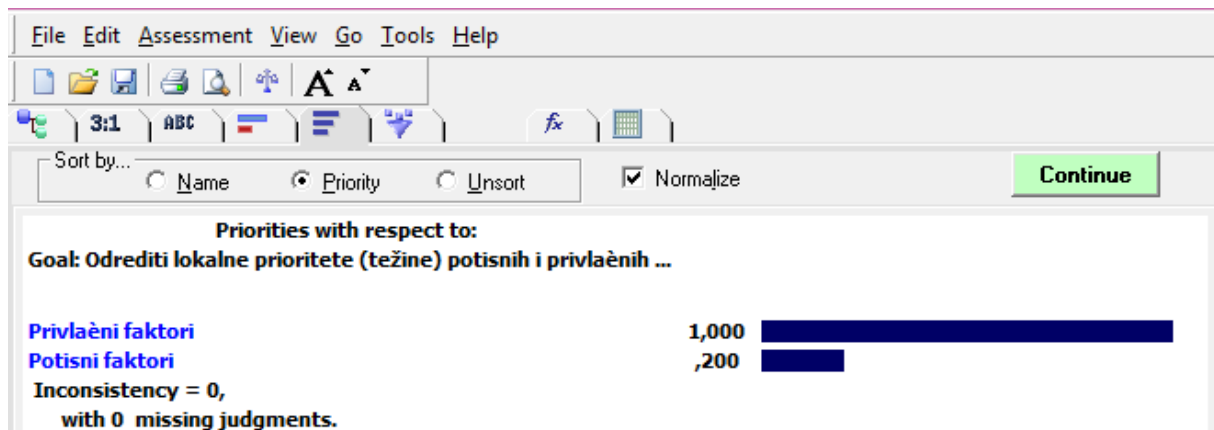 File Edit Assessment View Go Tools Help
A A
3:1 ABC fx
Sort by...
Name Priority Unsort Normalize Continue
Priorities with respect to:
Goal: Odrediti lokalne prioritete (težine) potisnih i privlaènih ...
Privlaèni faktori 1,000
Potisni faktori ,200
Inconsistency = 0,
with 0 missing judgments.